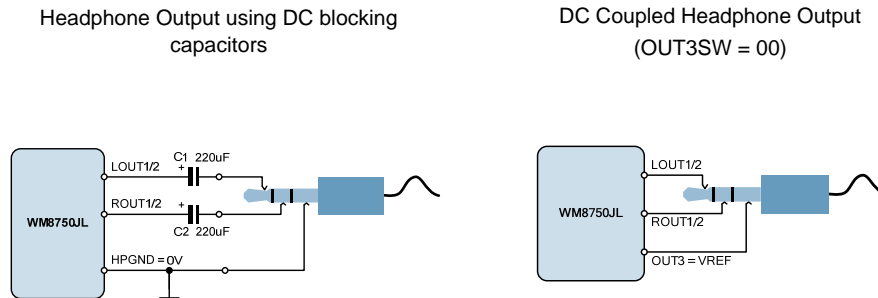 Headphone Output using DC blocking
capacitors
DC Coupled Headphone Output
(OUT3SW = 00)
C1 220uF
+
LOUT1/2
ROUT1/2
+
C2 220uF
WM8750JL
HPGND = 0V
LOUT1/2
WM8750JL
ROUT1/2
OUT3 = VREF